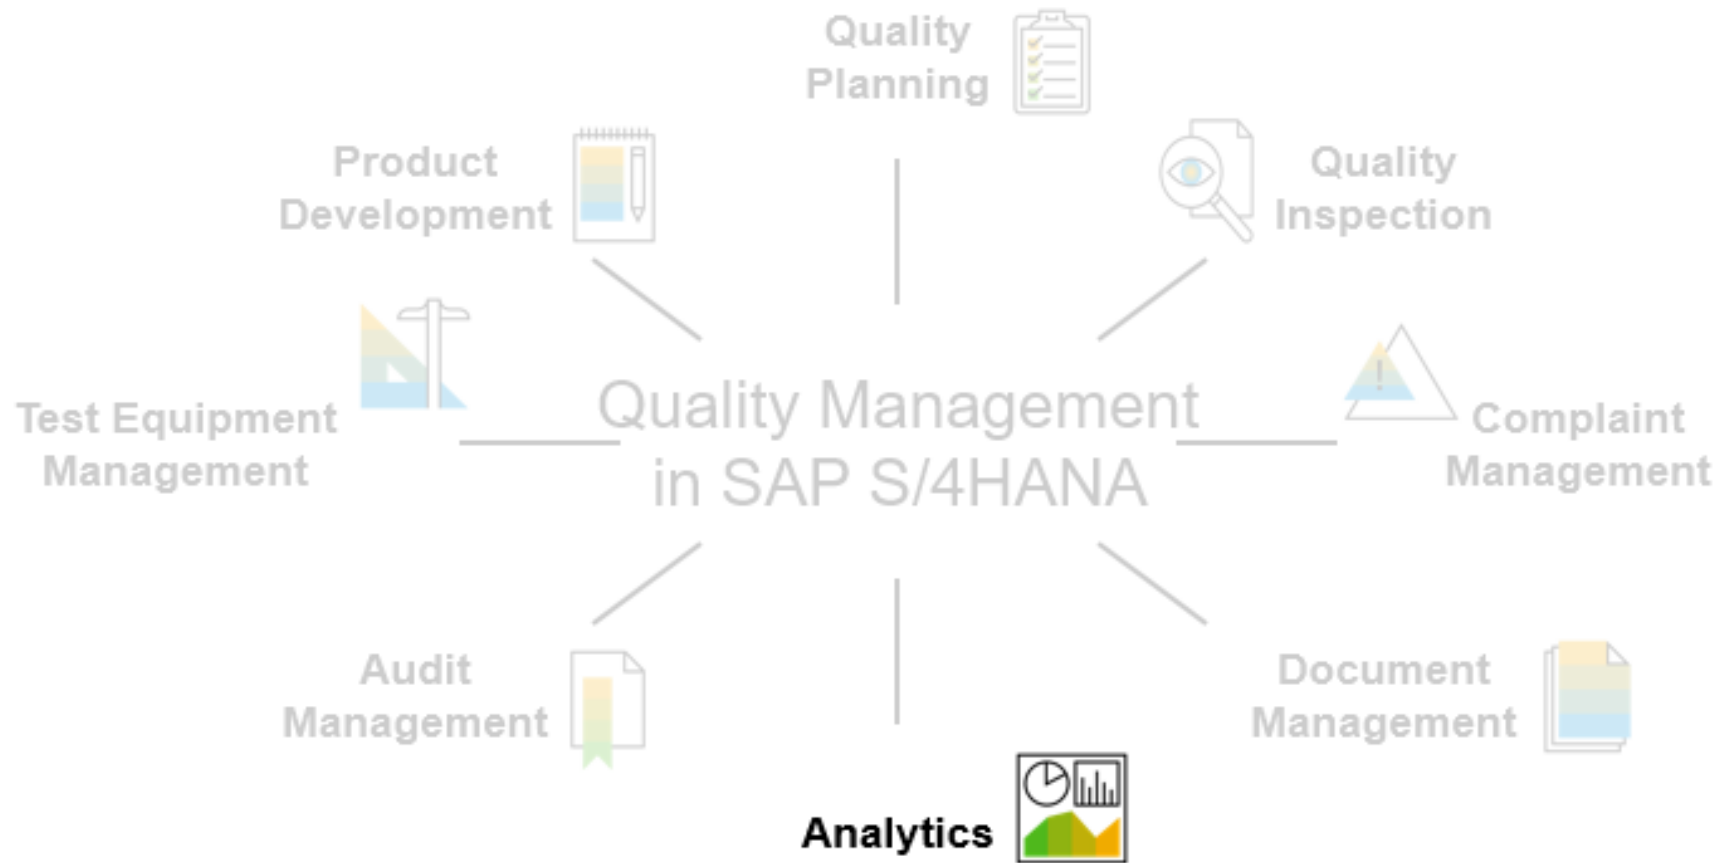 Quality
Planning
Product
Development
Quality
Inspection
Test Equipment
Management
Quality Management
in SAP S/4HANA
Complaint
Management
Audit
Management
Document
Management
Analytics